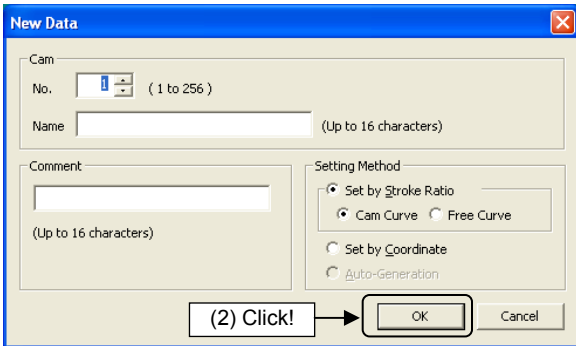 New Data
Cam
No. 1 ( 1 to 256 )
Name (Up to 16 characters)
Comment
(Up to 16 characters)
Setting Method
Set by Stroke Ratio
Cam Curve Free Curve
Set by Coordinate
Auto-Generation
(2) Click! OK Cancel